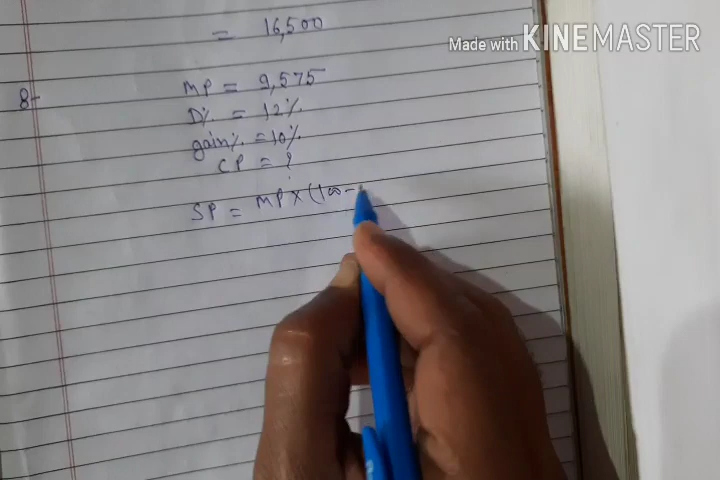 = 16,500
Made with KINEMASTER
8- MP = 9,575
D% = 12%
gain% = 10%
CP = ?
SP = MP × (100 -